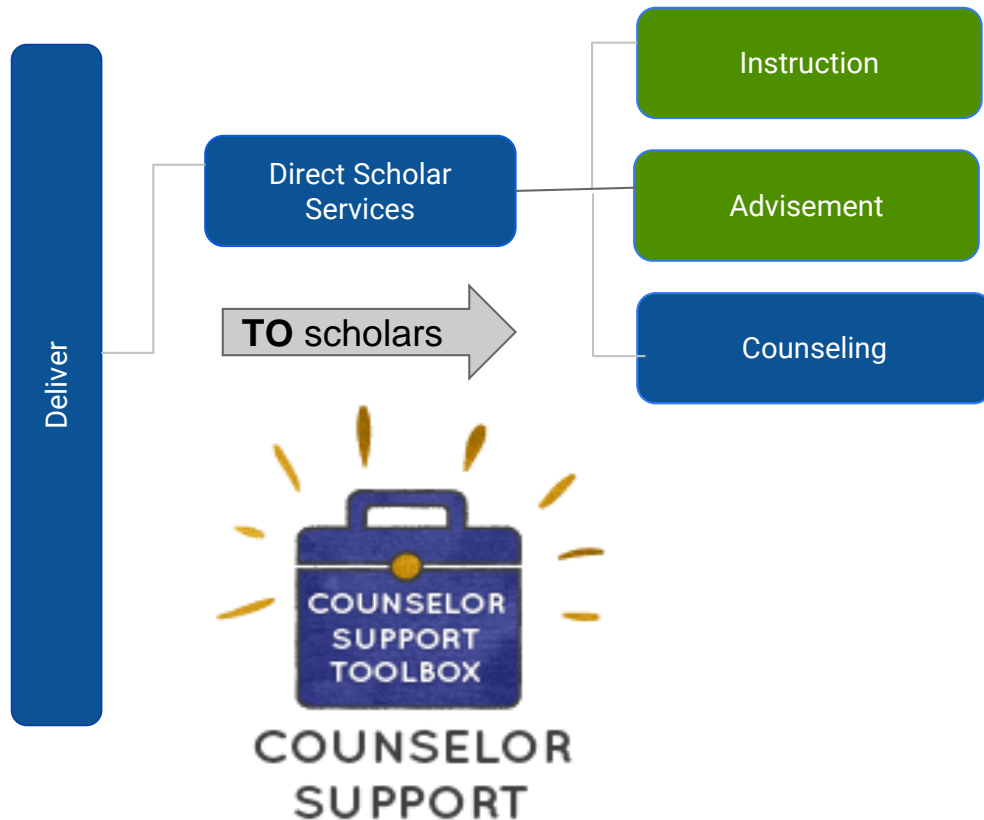 Deliver
Direct Scholar
Services
Instruction
Advisement
Counseling
TO scholars
COUNSELOR
SUPPORT
TOOLBOX
COUNSELOR
SUPPORT